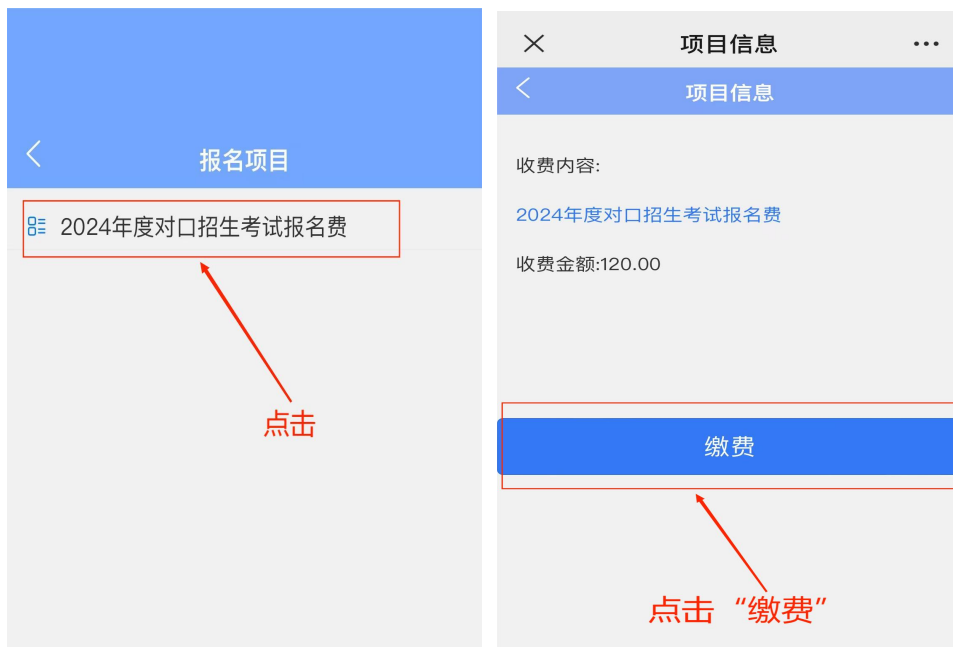 报名项目
2024年度对口招生考试报名费
点击
项目信息
项目信息
收费内容:
2024年度对口招生考试报名费
收费金额:120.00
缴费
点击“缴费”